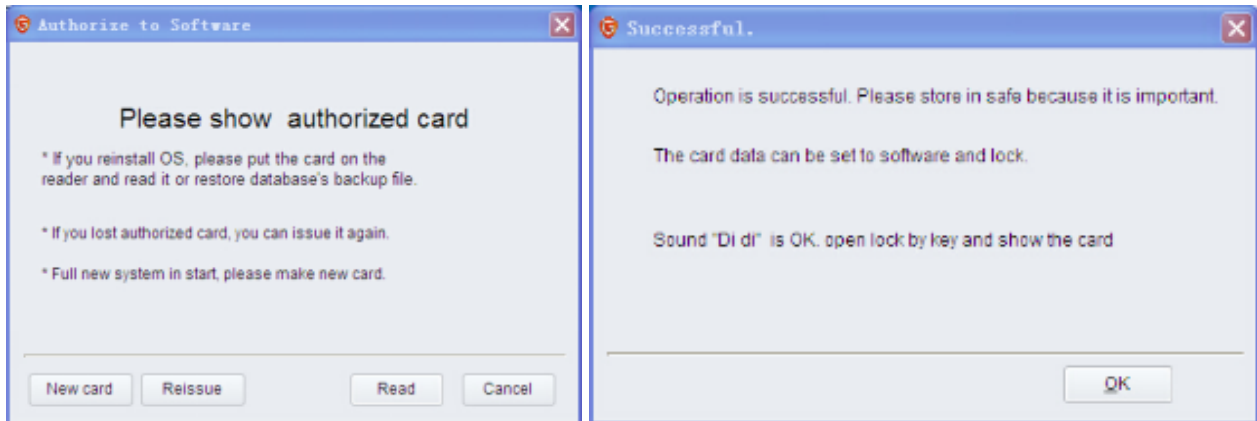 Authorize to Software
Please show authorized card
* If you reinstall OS, please put the card on the
reader and read it or restore database's backup file.
* If you lost authorized card, you can issue it again.
* Full new system in start, please make new card.
New card
Reissue
Read
Cancel
Successful.
Operation is successful. Please store in safe because it is important.
The card data can be set to software and lock.
Sound "Di di" is OK. open lock by key and show the card
OK